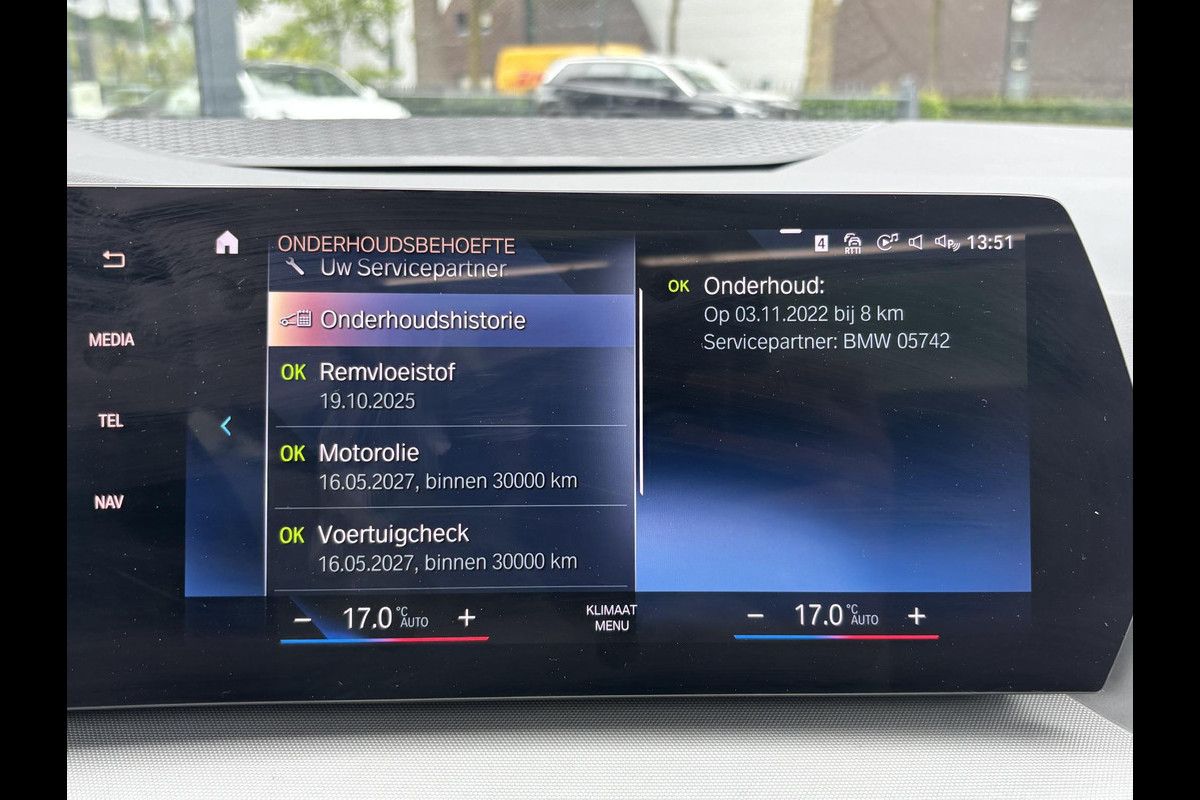 4
RTTI
P
13:51
ONDERHOUDSBEHOEFTE
Uw Servicepartner
Onderhoudshistorie
OK Remvloeistof
19.10.2025
OK Motorolie
16.05.2027, binnen 30000 km
OK Voertuigcheck
16.05.2027, binnen 30000 km
OK Onderhoud:
Op 03.11.2022 bij 8 km
Servicepartner: BMW 05742
MEDIA
TEL
NAV
− 17.0 °C AUTO +
KLIMAAT
MENU
− 17.0 °C AUTO +